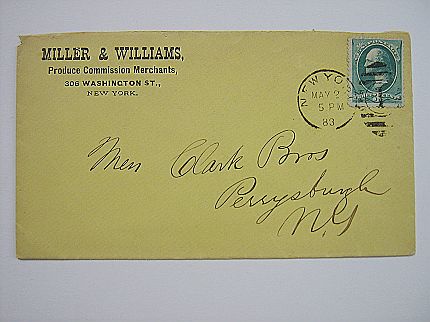 MILLER & WILLIAMS,
Produce Commission Merchants,
306 WASHINGTON ST.,
NEW YORK.
NEW YORK
MAY 2
5 PM
83
Mess Clark Bros
Perrysburgh
N.Y